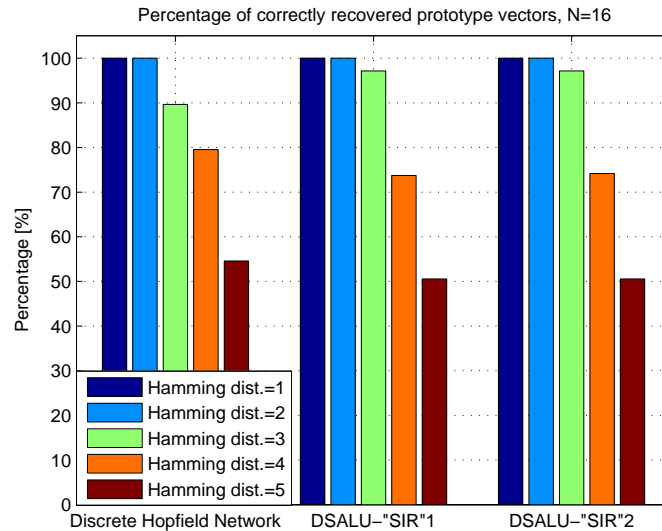 Percentage of correctly recovered prototype vectors, N=16
Percentage [%]
100
90
80
70
60
50
40
30
20
10
0
Hamming dist.=1
Hamming dist.=2
Hamming dist.=3
Hamming dist.=4
Hamming dist.=5
Discrete Hopfield Network DSALU−"SIR"1 DSALU−"SIR"2